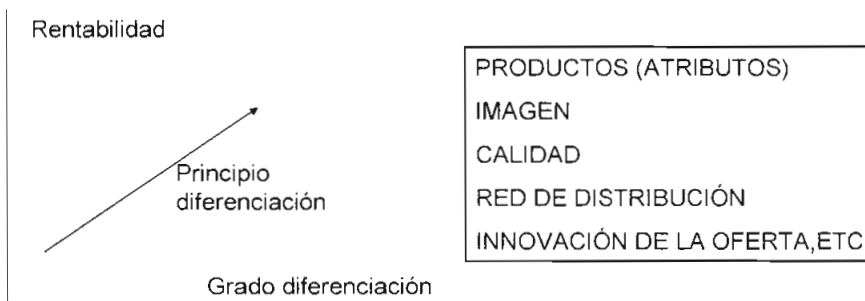 Rentabilidad
Principio
diferenciación
Grado diferenciación
PRODUCTOS (ATRIBUTOS)
IMAGEN
CALIDAD
RED DE DISTRIBUCIÓN
INNOVACIÓN DE LA OFERTA,ETC